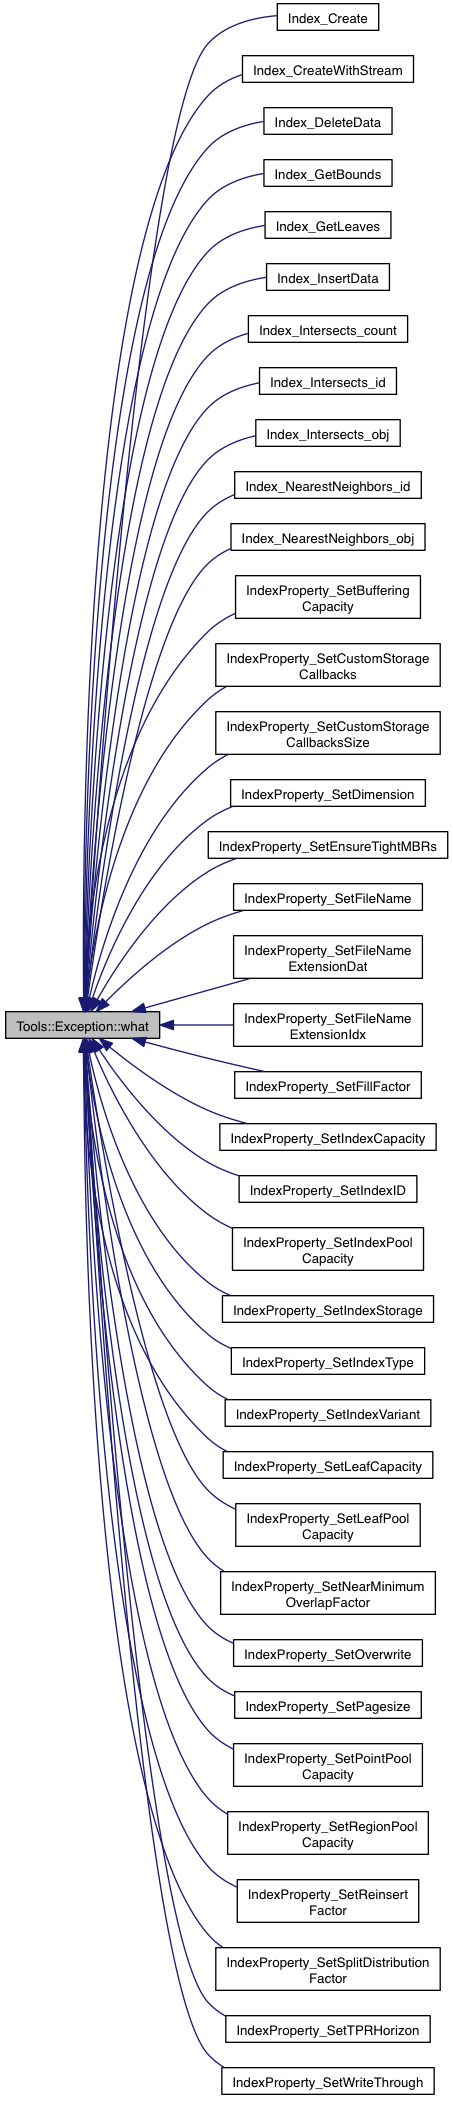 Index_Create
Index_CreateWithStream
Index_DeleteData
Index_GetBounds
Index_GetLeaves
Index_InsertData
Index_Intersects_count
Index_Intersects_id
Index_Intersects_obj
Index_NearestNeighbors_id
Index_NearestNeighbors_obj
IndexProperty_SetBuffering
Capacity
IndexProperty_SetCustomStorage
Callbacks
IndexProperty_SetCustomStorage
CallbacksSize
IndexProperty_SetDimension
IndexProperty_SetEnsureTightMBRs
IndexProperty_SetFileName
IndexProperty_SetFileName
ExtensionDat
Tools::Exception::what
IndexProperty_SetFileName
ExtensionIdx
IndexProperty_SetFillFactor
IndexProperty_SetIndexCapacity
IndexProperty_SetIndexID
IndexProperty_SetIndexPool
Capacity
IndexProperty_SetIndexStorage
IndexProperty_SetIndexType
IndexProperty_SetIndexVariant
IndexProperty_SetLeafCapacity
IndexProperty_SetLeafPool
Capacity
IndexProperty_SetNearMinimum
OverlapFactor
IndexProperty_SetOverwrite
IndexProperty_SetPagesize
IndexProperty_SetPointPool
Capacity
IndexProperty_SetRegionPool
Capacity
IndexProperty_SetReinsert
Factor
IndexProperty_SetSplitDistribution
Factor
IndexProperty_SetTPRHorizon
IndexProperty_SetWriteThrough